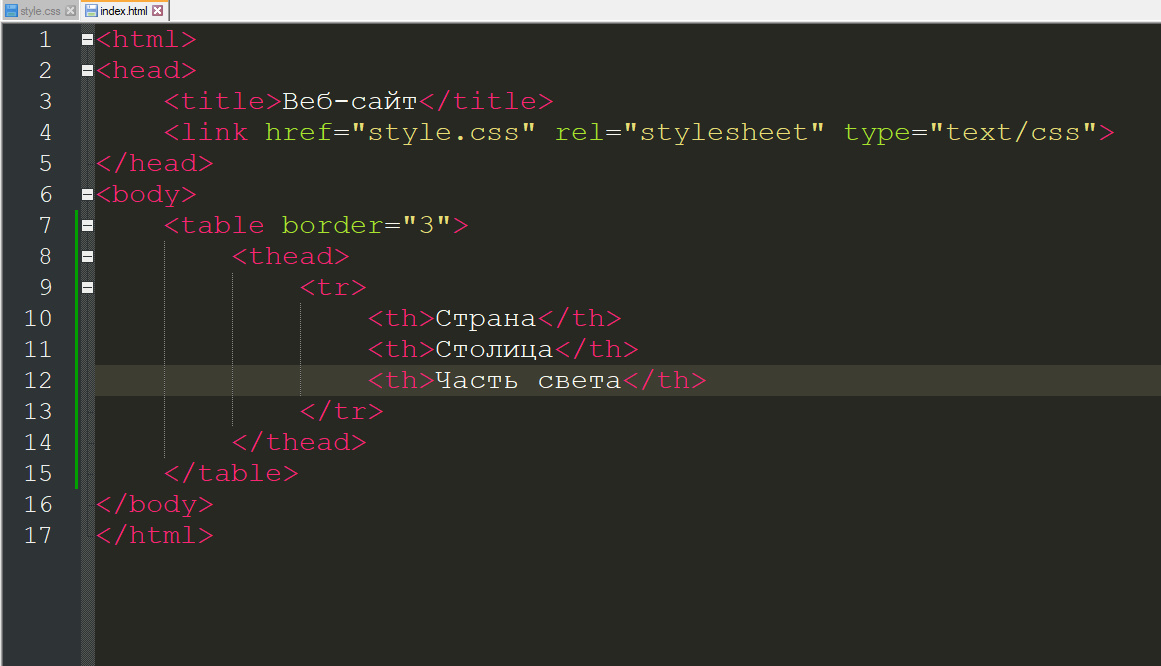 style.css index.html
1 <html>
2 <head>
3 <title>Веб-сайт</title>
4 <link href="style.css" rel="stylesheet" type="text/css">
5 </head>
6 <body>
7 <table border="3">
8 <thead>
9 <tr>
10 <th>Страна</th>
11 <th>Столица</th>
12 <th>Часть света</th>
13 </tr>
14 </thead>
15 </table>
16 </body>
17 </html>